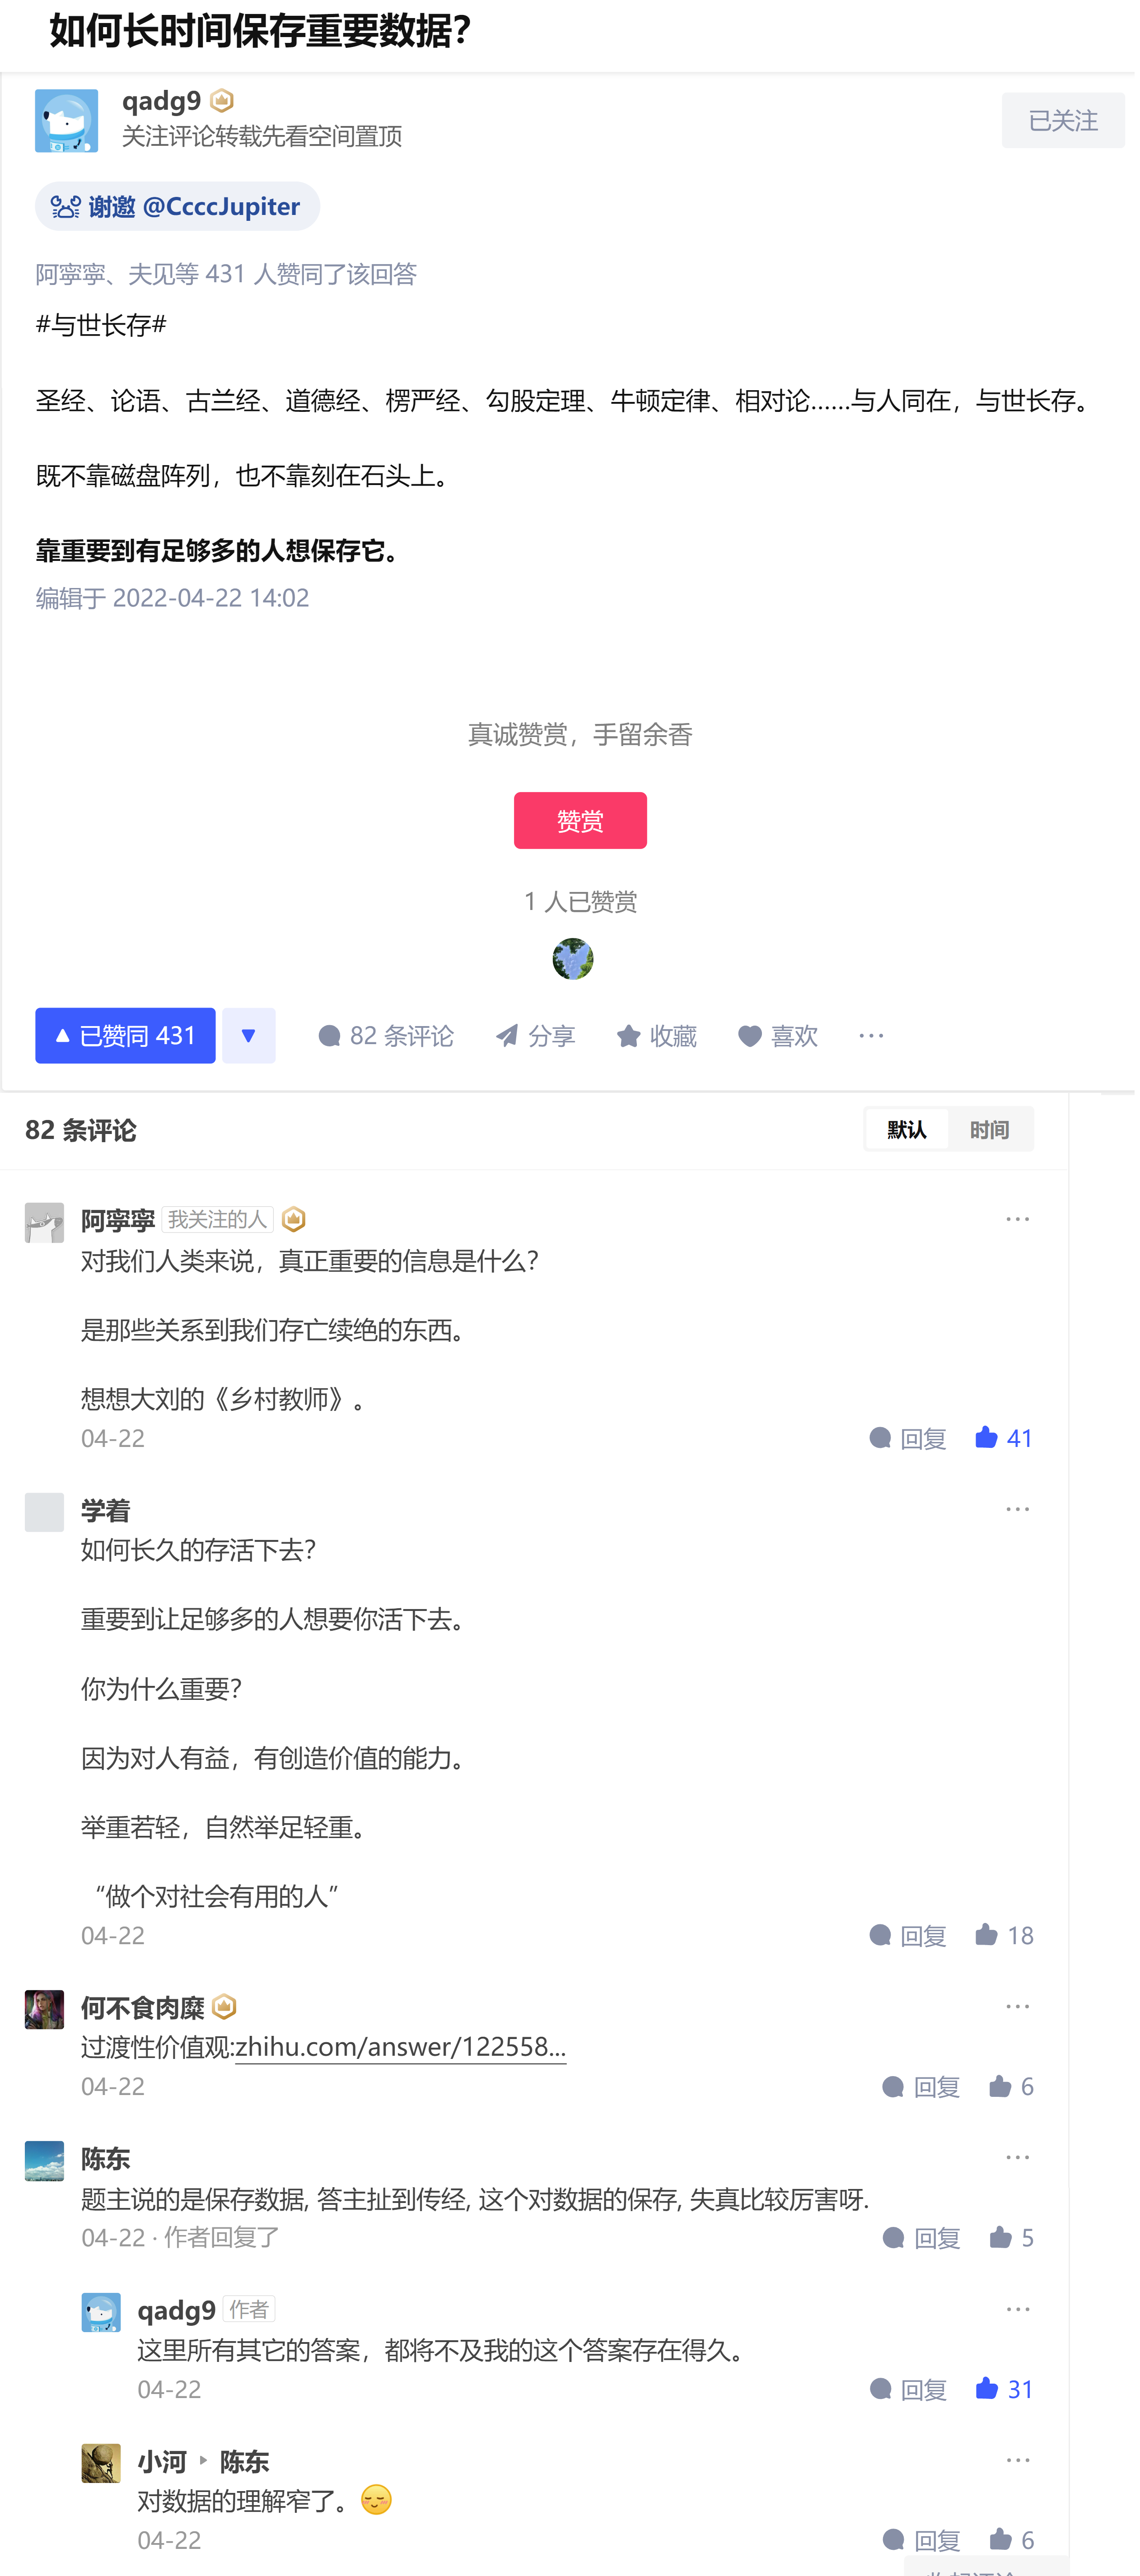 如何长时间保存重要数据?
qadg9
关注评论转载先看空间置顶
已关注
谢邀 @CcccJupiter
阿寧寧、夫见等 431 人赞同了该回答
#与世长存#
圣经、论语、古兰经、道德经、楞严经、勾股定理、牛顿定律、相对论……与人同在，与世长存。
既不靠磁盘阵列，也不靠刻在石头上。
靠重要到有足够多的人想保存它。
编辑于 2022-04-22 14:02
真诚赞赏，手留余香
赞赏
1 人已赞赏
已赞同 431
82 条评论
分享
收藏
喜欢
82 条评论
默认
时间
阿寧寧 我关注的人
对我们人类来说，真正重要的信息是什么？
是那些关系到我们存亡续绝的东西。
想想大刘的《乡村教师》。
04-22
回复
41
学着
如何长久的存活下去？
重要到让足够多的人想要你活下去。
你为什么重要？
因为对人有益，有创造价值的能力。
举重若轻，自然举足轻重。
“做个对社会有用的人”
04-22
回复
18
何不食肉糜
过渡性价值观:zhihu.com/answer/122558...
04-22
回复
6
陈东
题主说的是保存数据, 答主扯到传经, 这个对数据的保存, 失真比较厉害呀.
04-22 · 作者回复了
回复
5
qadg9 作者
这里所有其它的答案，都将不及我的这个答案存在得久。
04-22
回复
31
小河 陈东
对数据的理解窄了。😌
04-22
回复
6